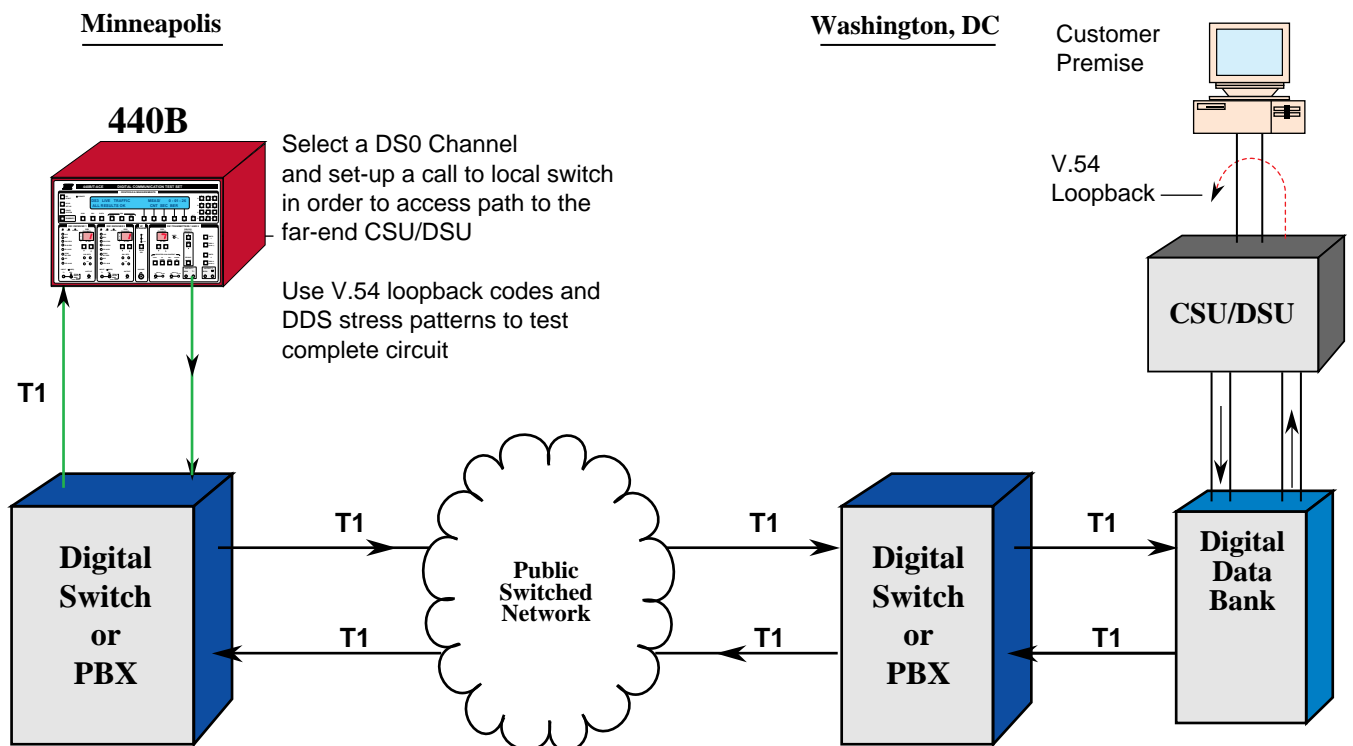 Minneapolis
Washington, DC
Customer
Premise
440B
Select a DS0 Channel
and set-up a call to local switch
in order to access path to the
far-end CSU/DSU
Use V.54 loopback codes and
DDS stress patterns to test
complete circuit
V.54
Loopback
CSU/DSU
T1
T1
T1
T1
T1
T1
T1
Digital
Switch
or
PBX
Public
Switched
Network
Digital
Switch
or
PBX
Digital
Data
Bank